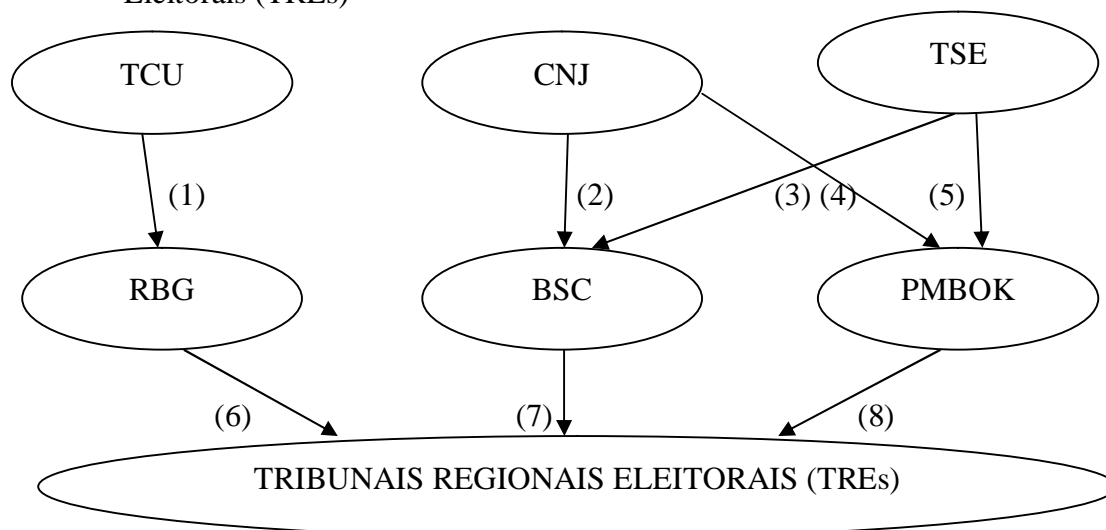 Eleitorais (TREs)
TCU
CNJ
TSE
(1)
(2)
(3) (4)
(5)
RBG
BSC
PMBOK
(6)
(7)
(8)
TRIBUNAIS REGIONAIS ELEITORAIS (TREs)